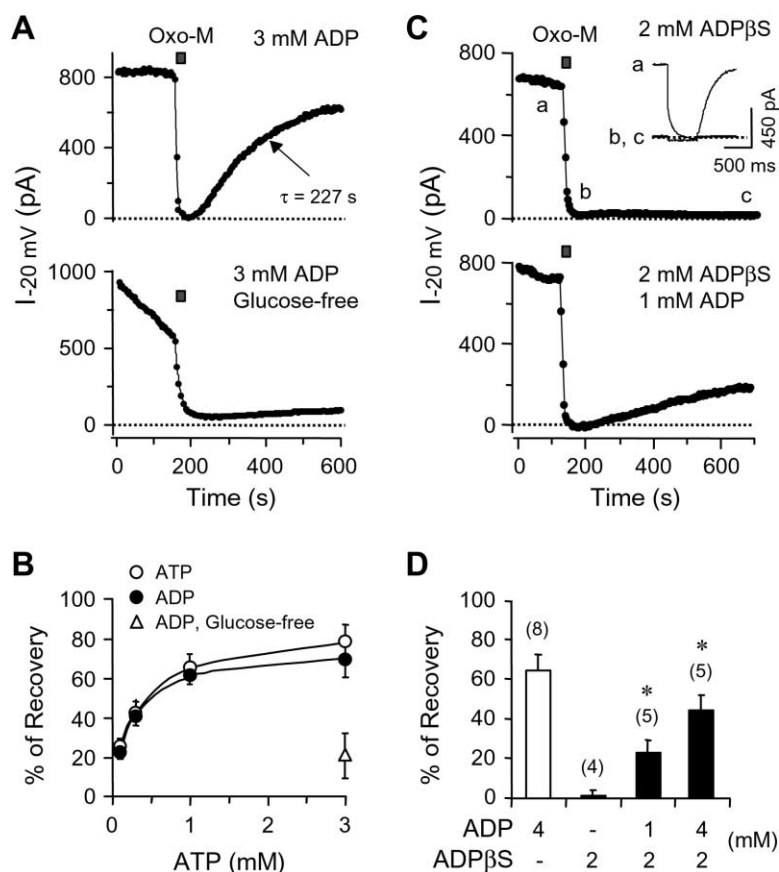 A
Oxo-M
3 mM ADP
800
400
0
τ = 227 s
I-20 mV (pA)
1000
500
0
3 mM ADP
Glucose-free
0
200
400
600
Time (s)
C
Oxo-M
2 mM ADPβS
800
400
0
a
b
c
a
b, c
450 pA
500 ms
I-20 mV (pA)
800
400
0
2 mM ADPβS
1 mM ADP
0
200
400
600
Time (s)
B
ATP
ADP
ADP, Glucose-free
% of Recovery
100
80
60
40
20
0
0
1
2
3
ATP (mM)
D
% of Recovery
100
80
60
40
20
0
(8)
(4)
*
(5)
*
(5)
ADP 4 - 1 4 (mM)
ADPβS - 2 2 2